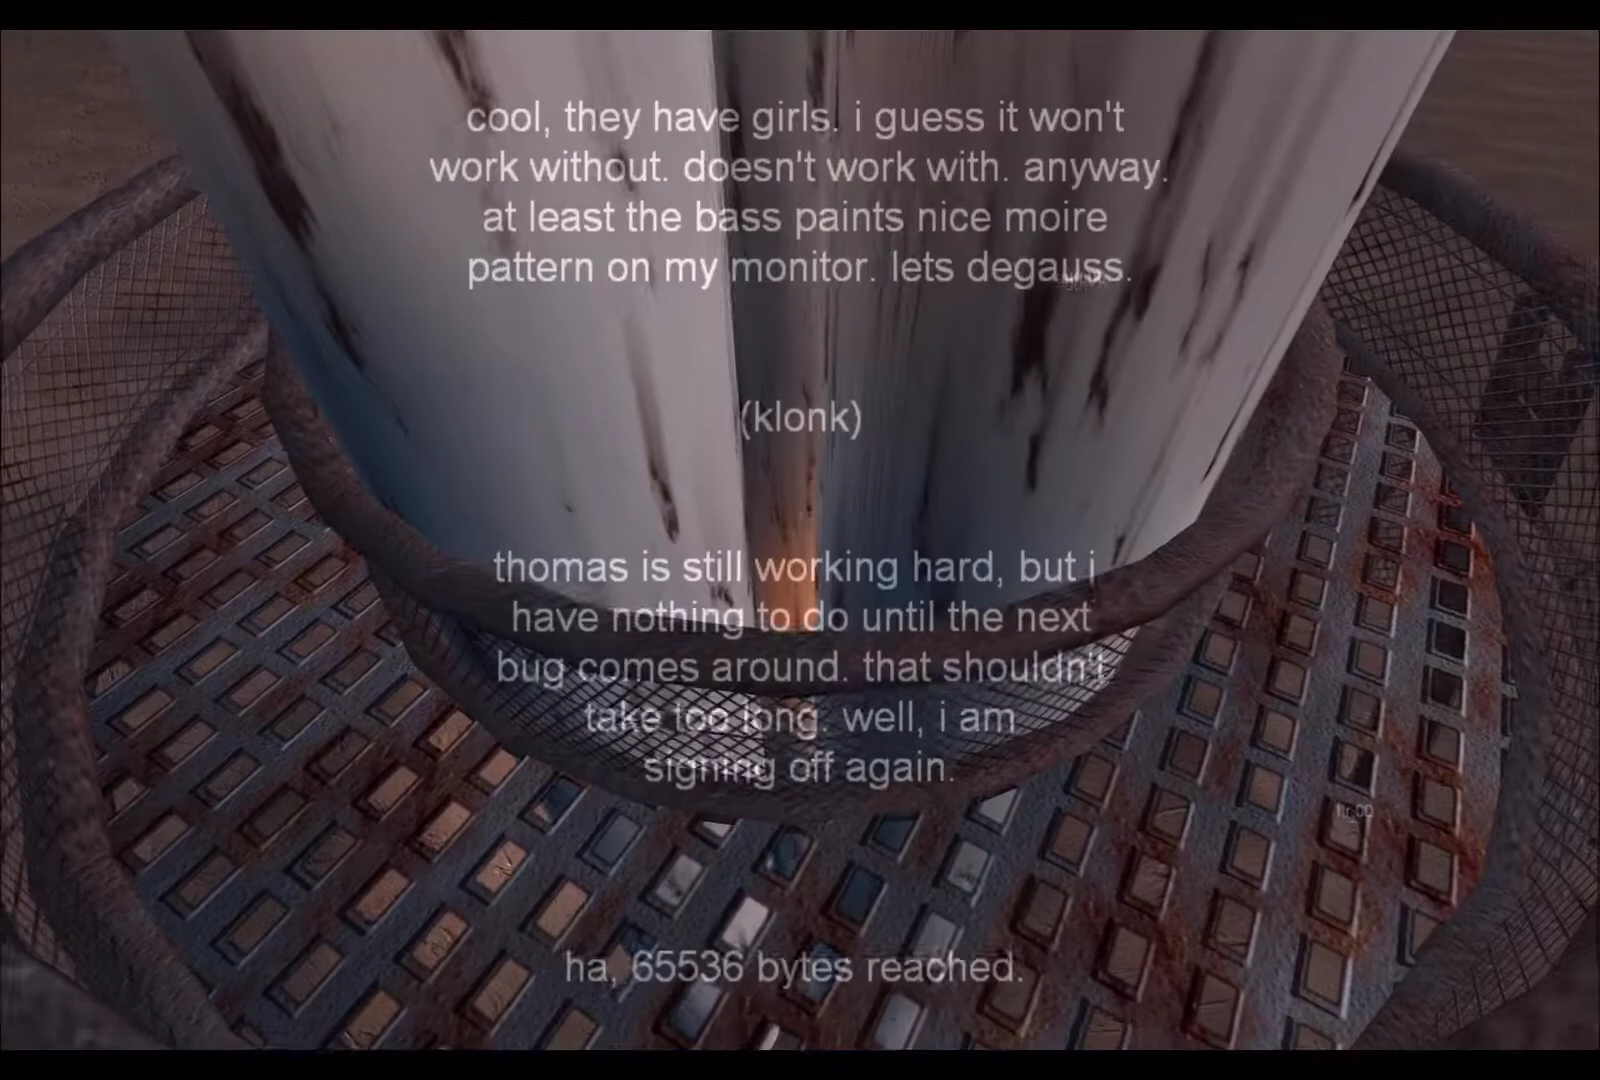 cool, they have girls. i guess it won't
work without. doesn't work with. anyway.
at least the bass paints nice moire
pattern on my monitor. lets degauss.
(klonk)
thomas is still working hard, but i
have nothing to do until the next
bug comes around. that shouldn't
take too long. well, i am
signing off again.
ha, 65536 bytes reached.